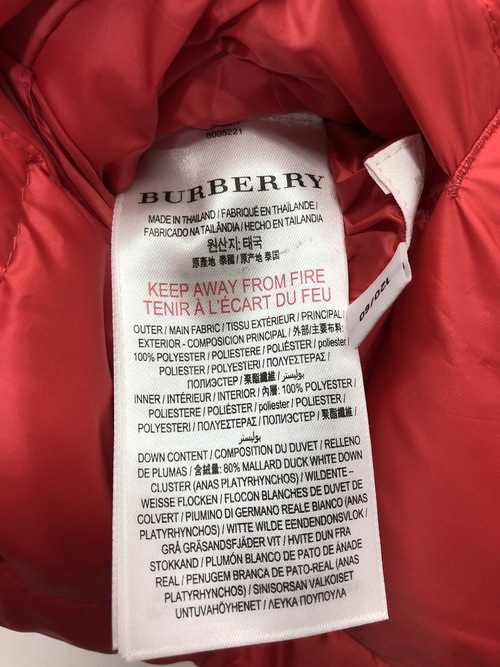 8005221
BURBERRY
MADE IN THAILAND / FABRIQUÉ EN THAÏLANDE /
FABRICADO NA TAILÂNDIA / HECHO EN TAILANDIA
원산지: 태국
原產地 泰國 / 原产地 泰国
KEEP AWAY FROM FIRE
TENIR À L'ÉCART DU FEU
OUTER / MAIN FABRIC / TISSU EXTÉRIEUR PRINCIPAL /
EXTERIOR - COMPOSICION PRINCIPAL / 外部/主要布料:
100% POLYESTER / POLIESTERE / POLIÉSTER / poliester /
POLJESTER / POLYESTERI / ΠΟΛΥΕΣΤΕΡΑΣ /
ПОЛИЭСТЕР / 聚酯纖維 / بوليستر
INNER / INTÉRIEUR / INTERIOR / 內層: 100% POLYESTER /
POLIESTERE / POLIÉSTER / poliester / POLJESTER /
POLYESTERI / ΠΟΛΥΕΣΤΕΡΑΣ / ПОЛИЭСТЕР / 聚酯纖維 /
بوليستر
DOWN CONTENT / COMPOSITION DU DUVET / RELLENO
DE PLUMAS / 含絨量: 80% MALLARD DUCK WHITE DOWN
CLUSTER (ANAS PLATYRHYNCHOS) / WILDENTE –
WEISSE FLOCKEN / FLOCON BLANCHES DE DUVET DE
COLVERT / PIUMINO DI GERMANO REALE BIANCO (ANAS
PLATYRHYNCHOS) / WITTE WILDE EENDENDONSVLOK /
GRÅ GRÄSANDSFJÄDER VIT / HVITE DUN FRA
STOKKAND / PLUMÓN BLANCO DE PATO DE ÁNADE
REAL / PENUGEM BRANCA DE PATO-REAL (ANAS
PLATYRHYNCHOS) / SINISORSAN VALKOISET
UNTUVAHÖYHENET / ΛΕΥΚΑ ΠΟΥΠΟΥΛΑ
120/60